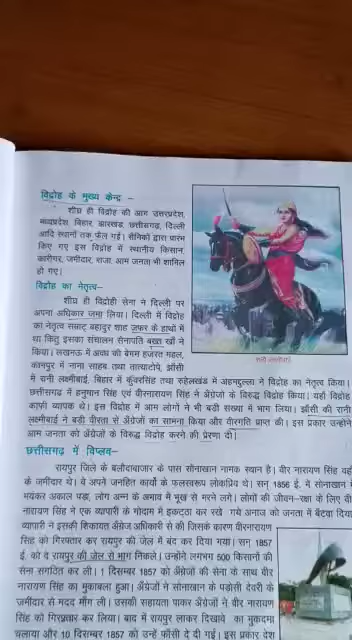 विद्रोह के मुख्य केन्द्र –
शीघ्र ही विद्रोह की आग उत्तरप्रदेश,
मध्यप्रदेश, बिहार, झारखंड, छत्तीसगढ़, दिल्ली
आदि स्थानों तक फैल गई। सैनिकों द्वारा प्रारंभ
किए गए इस विद्रोह में स्थानीय किसान,
कारीगर, जमींदार, राजा, आम जनता भी शामिल
हो गए।
विद्रोह का नेतृत्व–
शीघ्र ही विद्रोही सेना ने दिल्ली पर
अपना अधिकार जमा लिया। दिल्ली में विद्रोह
का नेतृत्व सम्राट बहादुर शाह ज़फर के हाथों में
था किंतु इसका संचालन सेनापति बख्त खाँ ने
किया। लखनऊ में अवध की बेगम हजरत महल,
कानपुर में नाना साहब तथा तात्याटोपे, झाँसी
रानी लक्ष्मीबाई
में रानी लक्ष्मीबाई, बिहार में कुँवरसिंह तथा रुहेलखंड में अहमदुल्ला ने विद्रोह का नेतृत्व किया।
छत्तीसगढ़ में हनुमान सिंह एवं वीरनारायण सिंह ने अँग्रेजों के विरुद्ध विद्रोह किया। यहाँ विद्रोह
काफी व्यापक थे। इस विद्रोह में आम लोगों ने भी बड़ी संख्या में भाग लिया। झाँसी की रानी
लक्ष्मीबाई ने बड़ी वीरता से अँग्रेजों का सामना किया और वीरगति प्राप्त की। इस प्रकार उन्होंने
आम जनता को अँग्रेजों के विरुद्ध विद्रोह करने की प्रेरणा दी।
छत्तीसगढ़ में विप्लव–
रायपुर जिले के बलौदाबाजार के पास सोनाखान नामक स्थान है। वीर नारायण सिंह यहाँ
के जमींदार थे। वे अपने जनहित कार्यों के फलस्वरूप लोकप्रिय थे। सन् 1856 ई. में सोनाखान में
भयंकर अकाल पड़ा, लोग अन्न के अभाव में भूख से मरने लगे। लोगों की जीवन–रक्षा के लिए वीर
नारायण सिंह ने एक व्यापारी के गोदाम में इकट्ठा कर रखे गये अनाज को जनता में बँटवा दिया
व्यापारी ने इसकी शिकायत अँग्रेज अधिकारी से की जिसके कारण वीरनारायण
सिंह को गिरफ्तार कर रायपुर की जेल में बंद कर दिया गया। सन् 1857
ई. को वे रायपुर की जेल से भाग निकले। उन्होंने लगभग 500 किसानों की
सेना संगठित कर ली। 1 दिसम्बर 1857 को अँग्रेजों की सेना के साथ वीर
नारायण सिंह का मुकाबला हुआ। अँग्रेजों ने सोनाखान के पड़ोसी देवरी के
जमींदार से मदद माँग ली। उसकी सहायता पाकर अँग्रेजों ने वीर नारायण
सिंह को गिरफ्तार कर लिया। बाद में रायपुर लाकर दिखावे का मुकदमा
चलाया और 10 दिसम्बर 1857 को उन्हें फाँसी दे दी गई। इस प्रकार देश